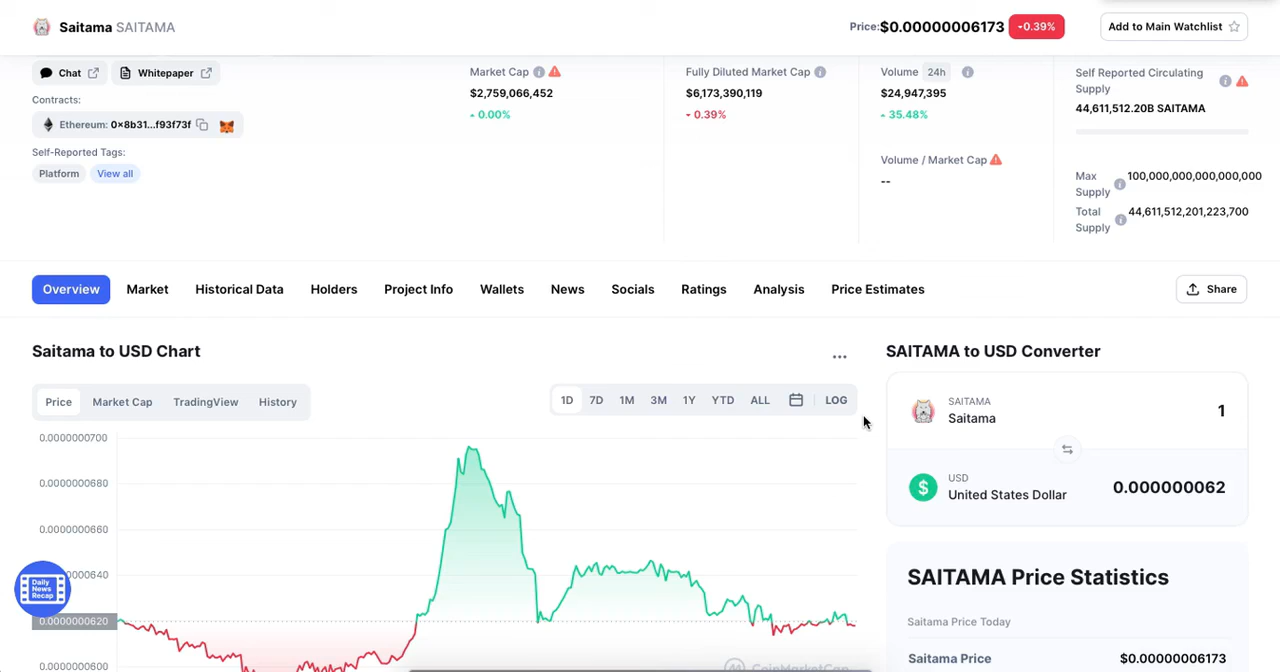 Saitama SAITAMA
Price:$0.00000006173 -0.39%
Add to Main Watchlist
Chat
Whitepaper
Contracts:
Ethereum: 0x8b31...f93f73f
Self-Reported Tags:
Platform
View all
Market Cap
$2,759,066,452
0.00%
Fully Diluted Market Cap
$6,173,390,119
0.39%
Volume 24h
$24,947,395
35.48%
Volume / Market Cap
--
Self Reported Circulating
Supply
44,611,512.20B SAITAMA
Max
Supply
100,000,000,000,000,000
Total
Supply
44,611,512,201,223,700
Overview
Market
Historical Data
Holders
Project Info
Wallets
News
Socials
Ratings
Analysis
Price Estimates
Share
Saitama to USD Chart
Price
Market Cap
TradingView
History
1D
7D
1M
3M
1Y
YTD
ALL
LOG
0.0000000700
0.0000000680
0.0000000660
0.0000000640
0.0000000620
0.0000000600
Daily
News
Recap
CoinMarketCap
SAITAMA to USD Converter
SAITAMA
Saitama
1
USD
United States Dollar
0.000000062
SAITAMA Price Statistics
Saitama Price Today
Saitama Price
$0.00000006173